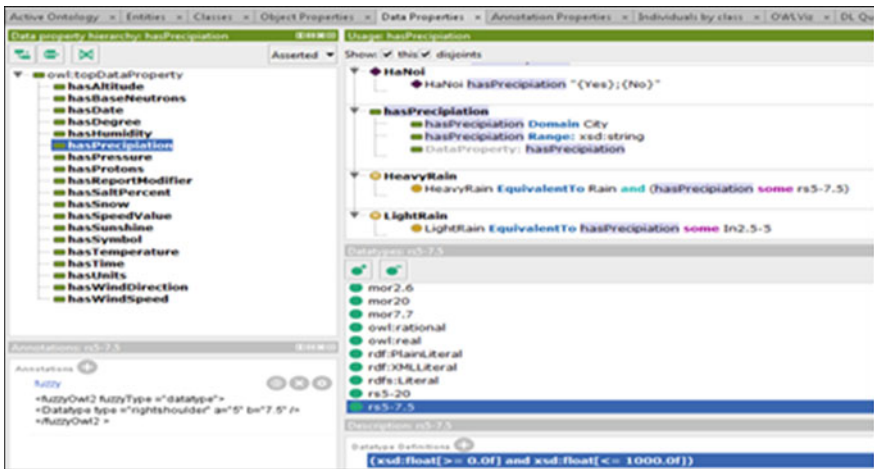 Active Ontology × Entities × Classes × Object Properties × Data Properties × Annotation Properties × Individuals by class × OWLViz × DL Qu
Data property hierarchy: hasPrecipiation
Asserted
owl:topDataProperty
hasAltitude
hasBaseNeutrons
hasDate
hasDegree
hasHumidity
hasPrecipiation
hasPressure
hasProtons
hasReportModifier
hasSaltPercent
hasSnow
hasSpeedValue
hasSunshine
hasSymbol
hasTemperature
hasTime
hasUnits
hasWindDirection
hasWindSpeed
Annotations: rs5-7.5
Annotations
fuzzy
<fuzzyOwl2 fuzzyType ="datatype">
<Datatype type ="rightshoulder" a="5" b="7.5" />
</fuzzyOwl2 >
Usage: hasPrecipiation
Show: this disjoints
HaNoi
HaNoi hasPrecipiation "{Yes};{No}"
hasPrecipiation
hasPrecipiation Domain City
hasPrecipiation Range: xsd:string
DataProperty: hasPrecipiation
HeavyRain
HeavyRain EquivalentTo Rain and (hasPrecipiation some rs5-7.5)
LightRain
LightRain EquivalentTo hasPrecipiation some ln2.5-5
Datatypes: rs5-7.5
mor2.6
mor20
mor7.7
owl:rational
owl:real
rdf:PlainLiteral
rdf:XMLLiteral
rdfs:Literal
rs5-20
rs5-7.5
Description: rs5-7.5
Datatype Definitions
(xsd:float[>= 0.0f] and xsd:float[<= 1000.0f])